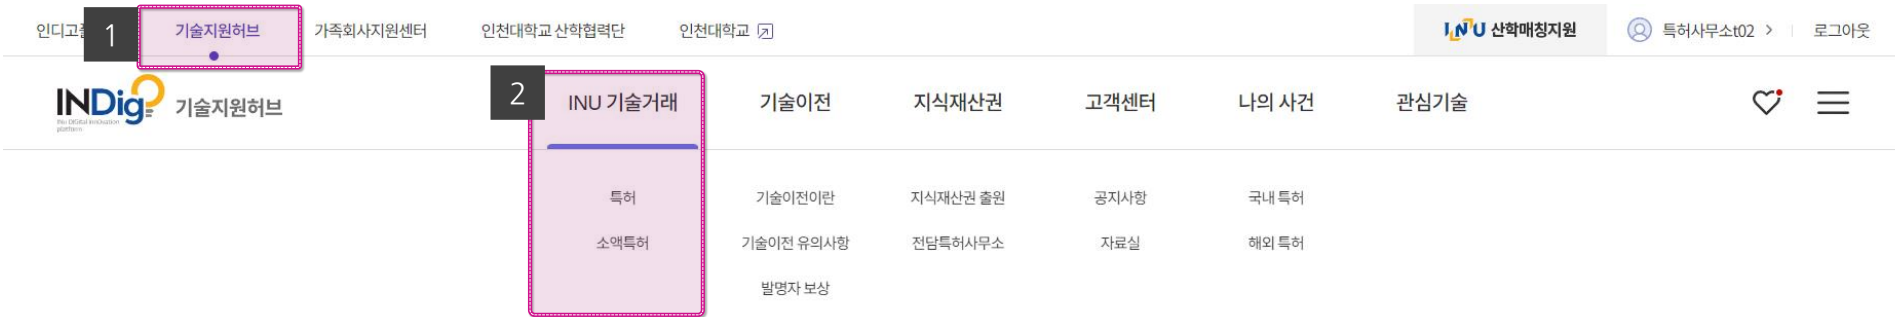 1 기술지원허브 가족회사지원센터 인천대학교 산학협력단 인천대학교 INU 산학매칭지원 특허사무소t02 > 로그아웃
INDig 기술지원허브 2 INU 기술거래 기술이전 지식재산권 고객센터 나의 사건 관심기술
특허 기술이전이란 지식재산권 출원 공지사항 국내 특허
소액특허 기술이전 유의사항 전담특허사무소 자료실 해외 특허
발명자 보상